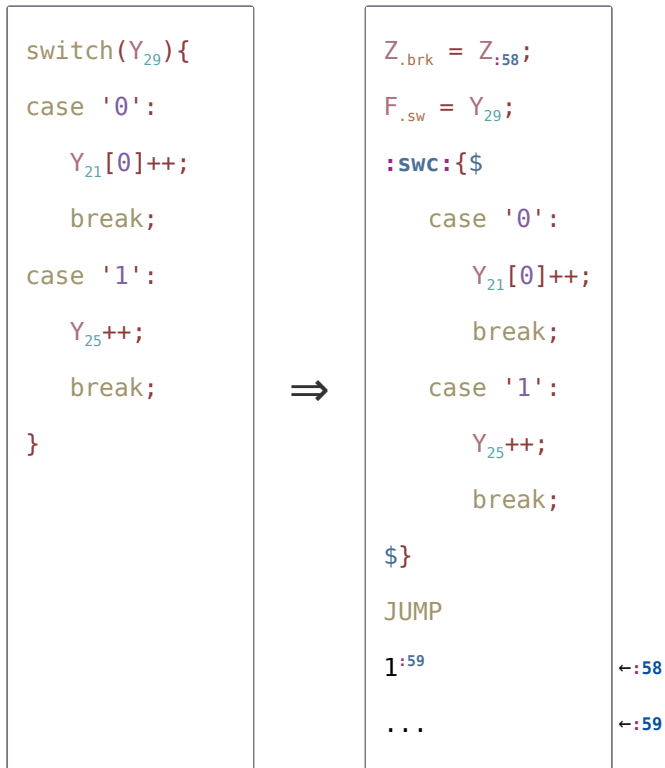 switch(Y29){
case '0':
Y21[0]++;
break;
case '1':
Y25++;
break;
}
⇒
Z.brk = Z:58;
F.sw = Y29;
:swc:{$
case '0':
Y21[0]++;
break;
case '1':
Y25++;
break;
$}
JUMP
1:59 ←:58
... ←:59